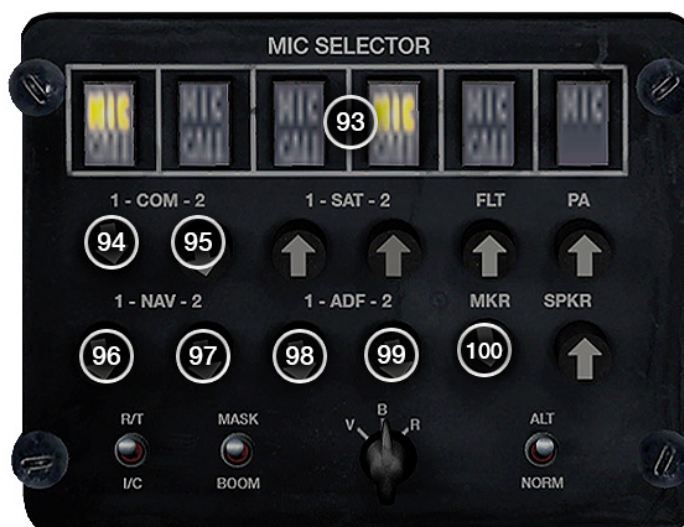 MIC SELECTOR
MIC MIC MIC MIC MIC MIC
CALL CALL CALL 93 CALL CALL
1 - COM - 2 1 - SAT - 2 FLT PA
94 95
1 - NAV - 2 1 - ADF - 2 MKR SPKR
96 97 98 99 100
R/T MASK B ALT
V R
I/C BOOM NORM